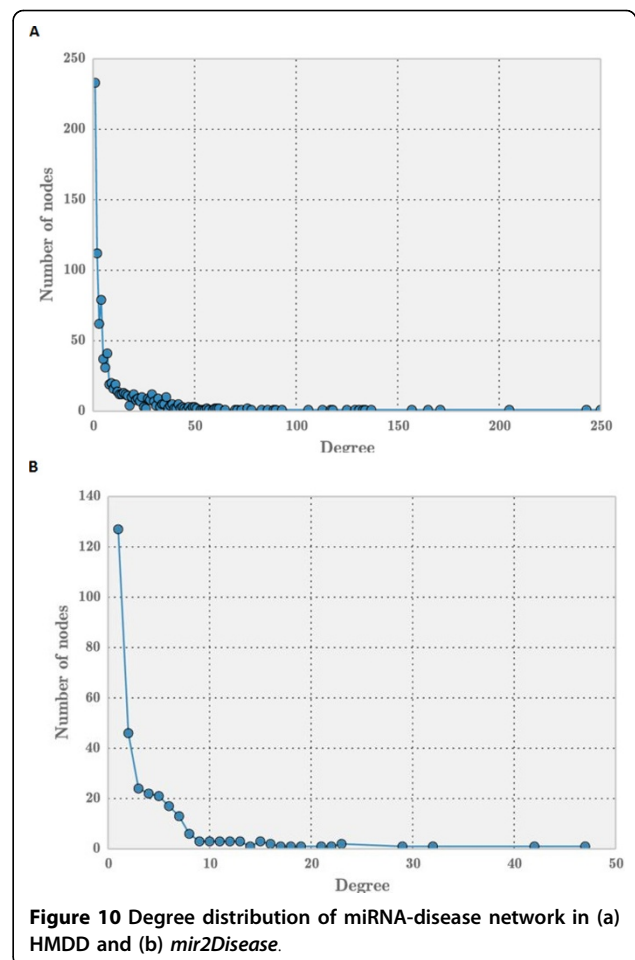 A
250
200
150
100
50
0
Number of nodes
0 50 100 150 200 250
Degree
B
140
120
100
80
60
40
20
0
Number of nodes
0 10 20 30 40 50
Degree
Figure 10 Degree distribution of miRNA-disease network in (a)
HMDD and (b) mir2Disease.